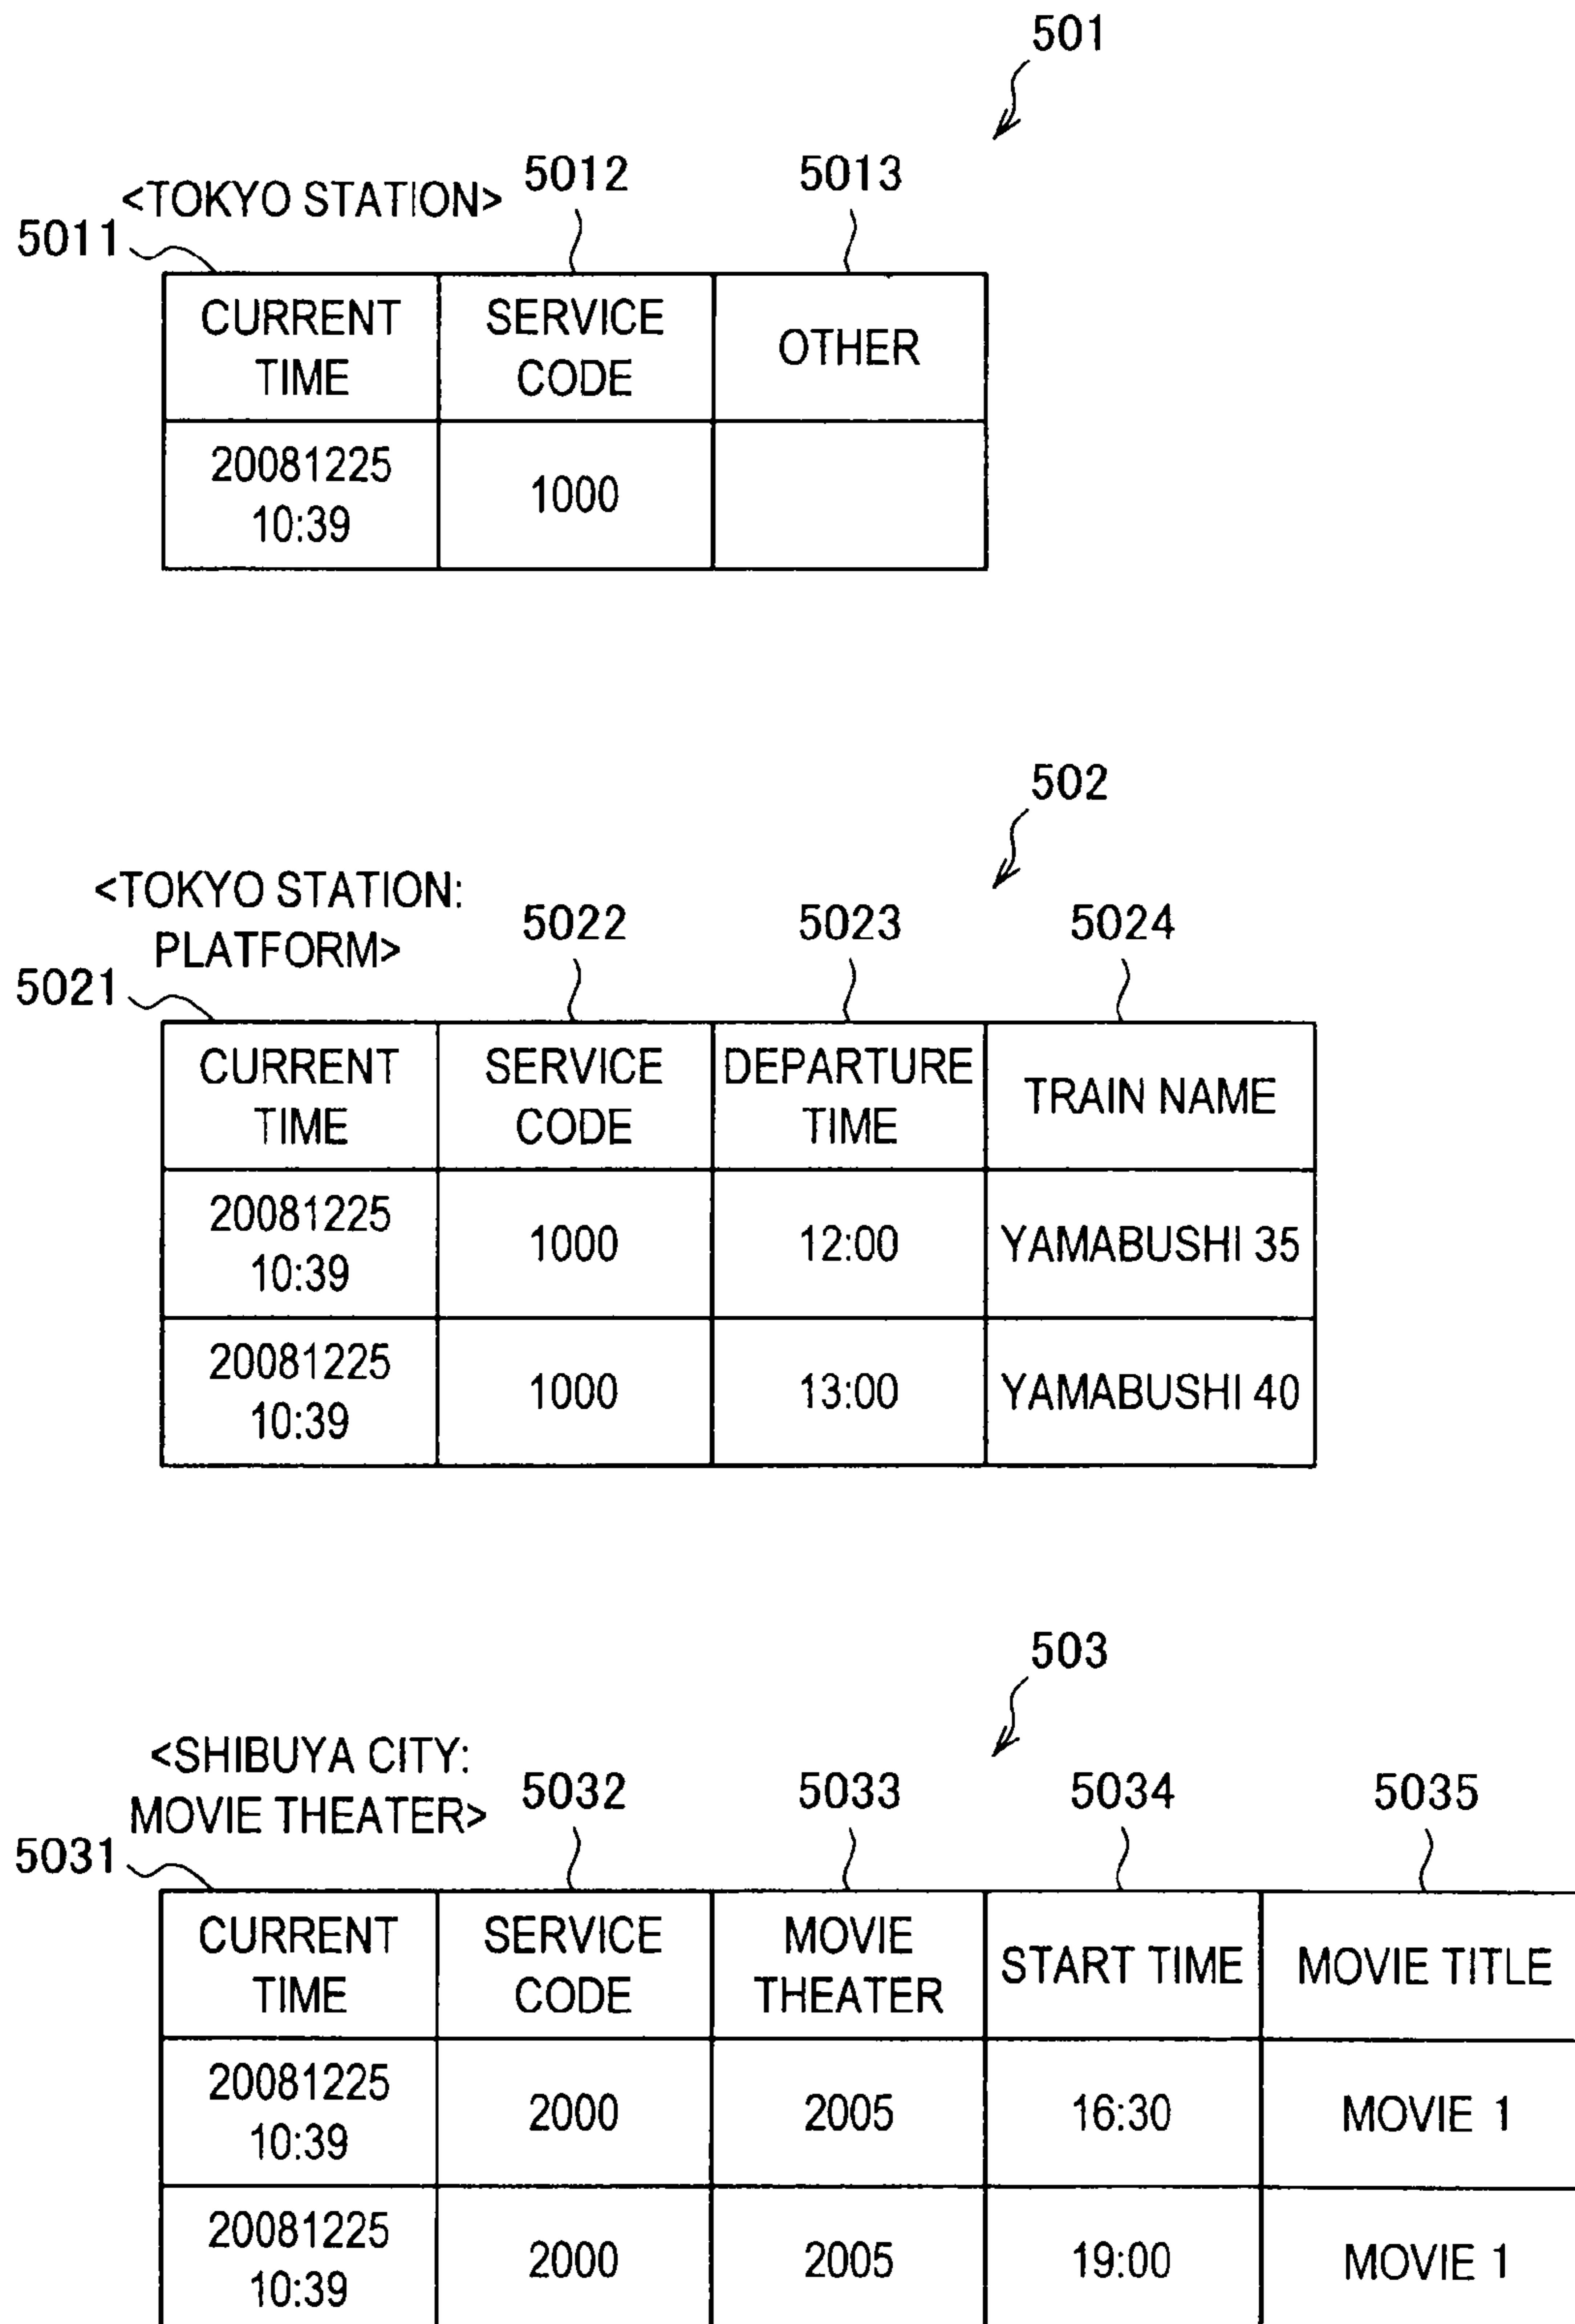 501
<TOKYO STATION>
5012
5013
5011
CURRENT
TIME
SERVICE
CODE
OTHER
20081225
10:39
1000
502
<TOKYO STATION:
PLATFORM>
5022
5023
5024
5021
CURRENT
TIME
SERVICE
CODE
DEPARTURE
TIME
TRAIN NAME
20081225
10:39
1000
12:00
YAMABUSHI 35
20081225
10:39
1000
13:00
YAMABUSHI 40
503
<SHIBUYA CITY:
MOVIE THEATER>
5032
5033
5034
5035
5031
CURRENT
TIME
SERVICE
CODE
MOVIE
THEATER
START TIME
MOVIE TITLE
20081225
10:39
2000
2005
16:30
MOVIE 1
20081225
10:39
2000
2005
19:00
MOVIE 1